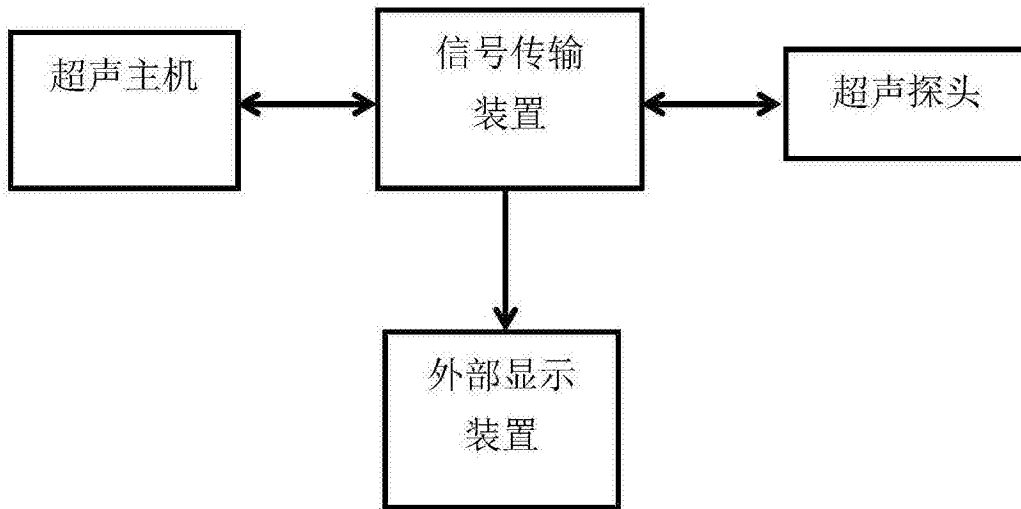 超声主机
信号传输
装置
超声探头
外部显示
装置